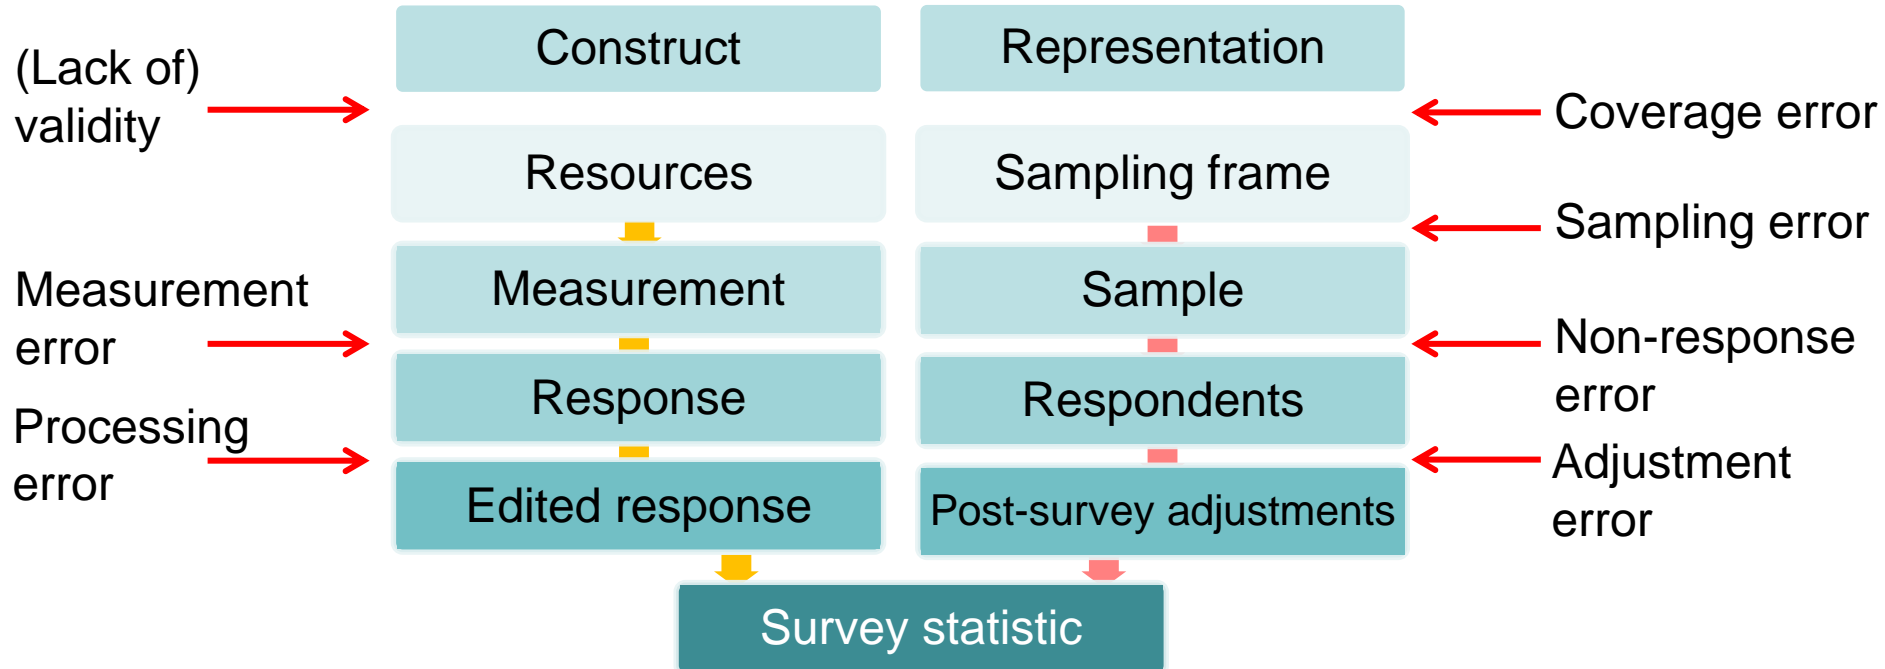 Construct
Representation
(Lack of)
validity
Coverage error
Resources
Sampling frame
Sampling error
Measurement
error
Measurement
Sample
Non-response
error
Response
Respondents
Processing
error
Adjustment
error
Edited response
Post-survey adjustments
Survey statistic